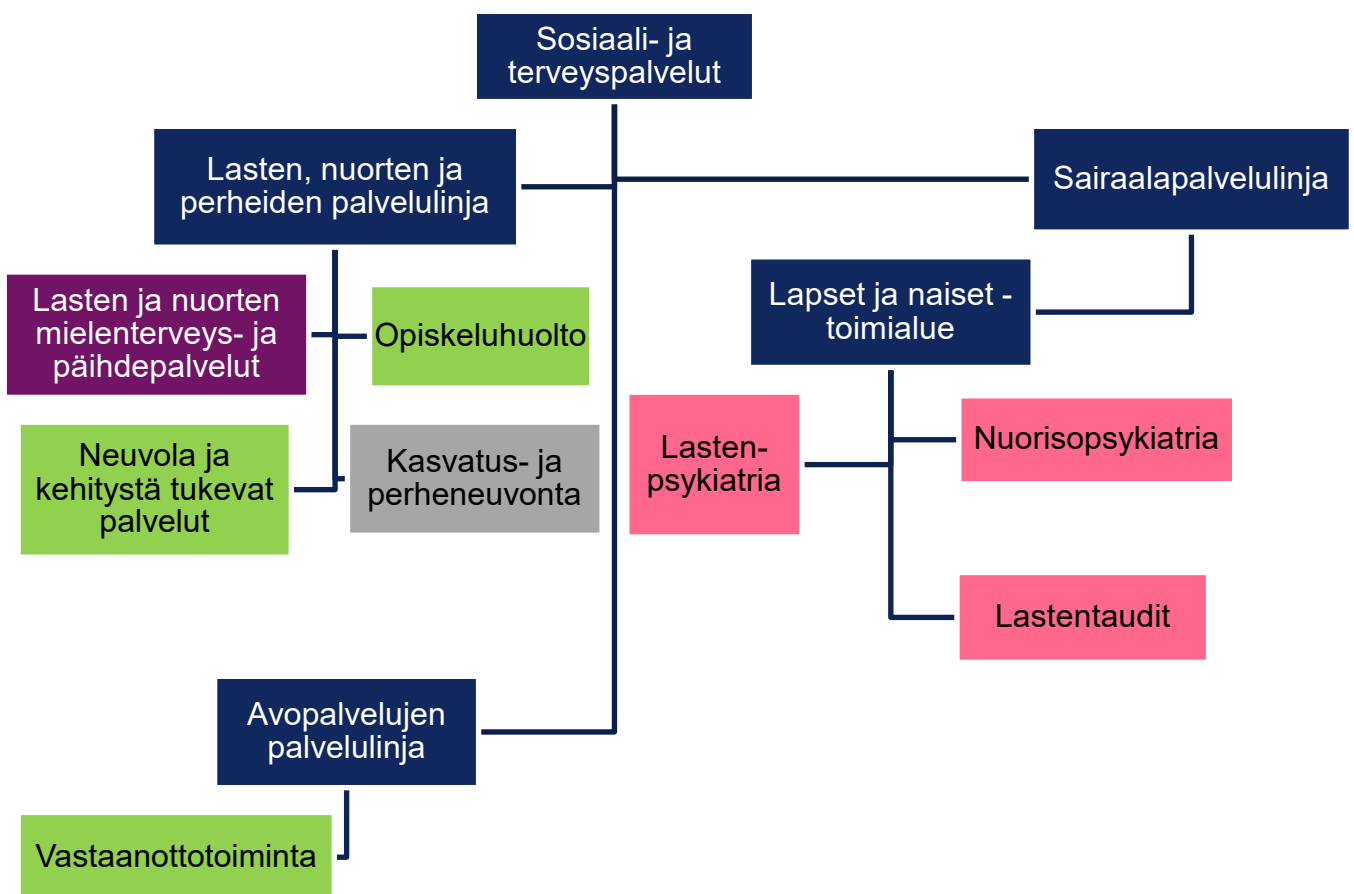 Sosiaali- ja
terveyspalvelut
Lasten, nuorten ja
perheiden palvelulinja
Sairaalapalvelulinja
Lasten ja nuorten
mielenterveys- ja
päihdepalvelut
Opiskeluhuolto
Lapset ja naiset -
toimialue
Neuvola ja
kehitystä tukevat
palvelut
Kasvatus- ja
perheneuvonta
Lasten-
psykiatria
Nuorisopsykiatria
Lastentaudit
Avopalvelujen
palvelulinja
Vastaanottotoiminta